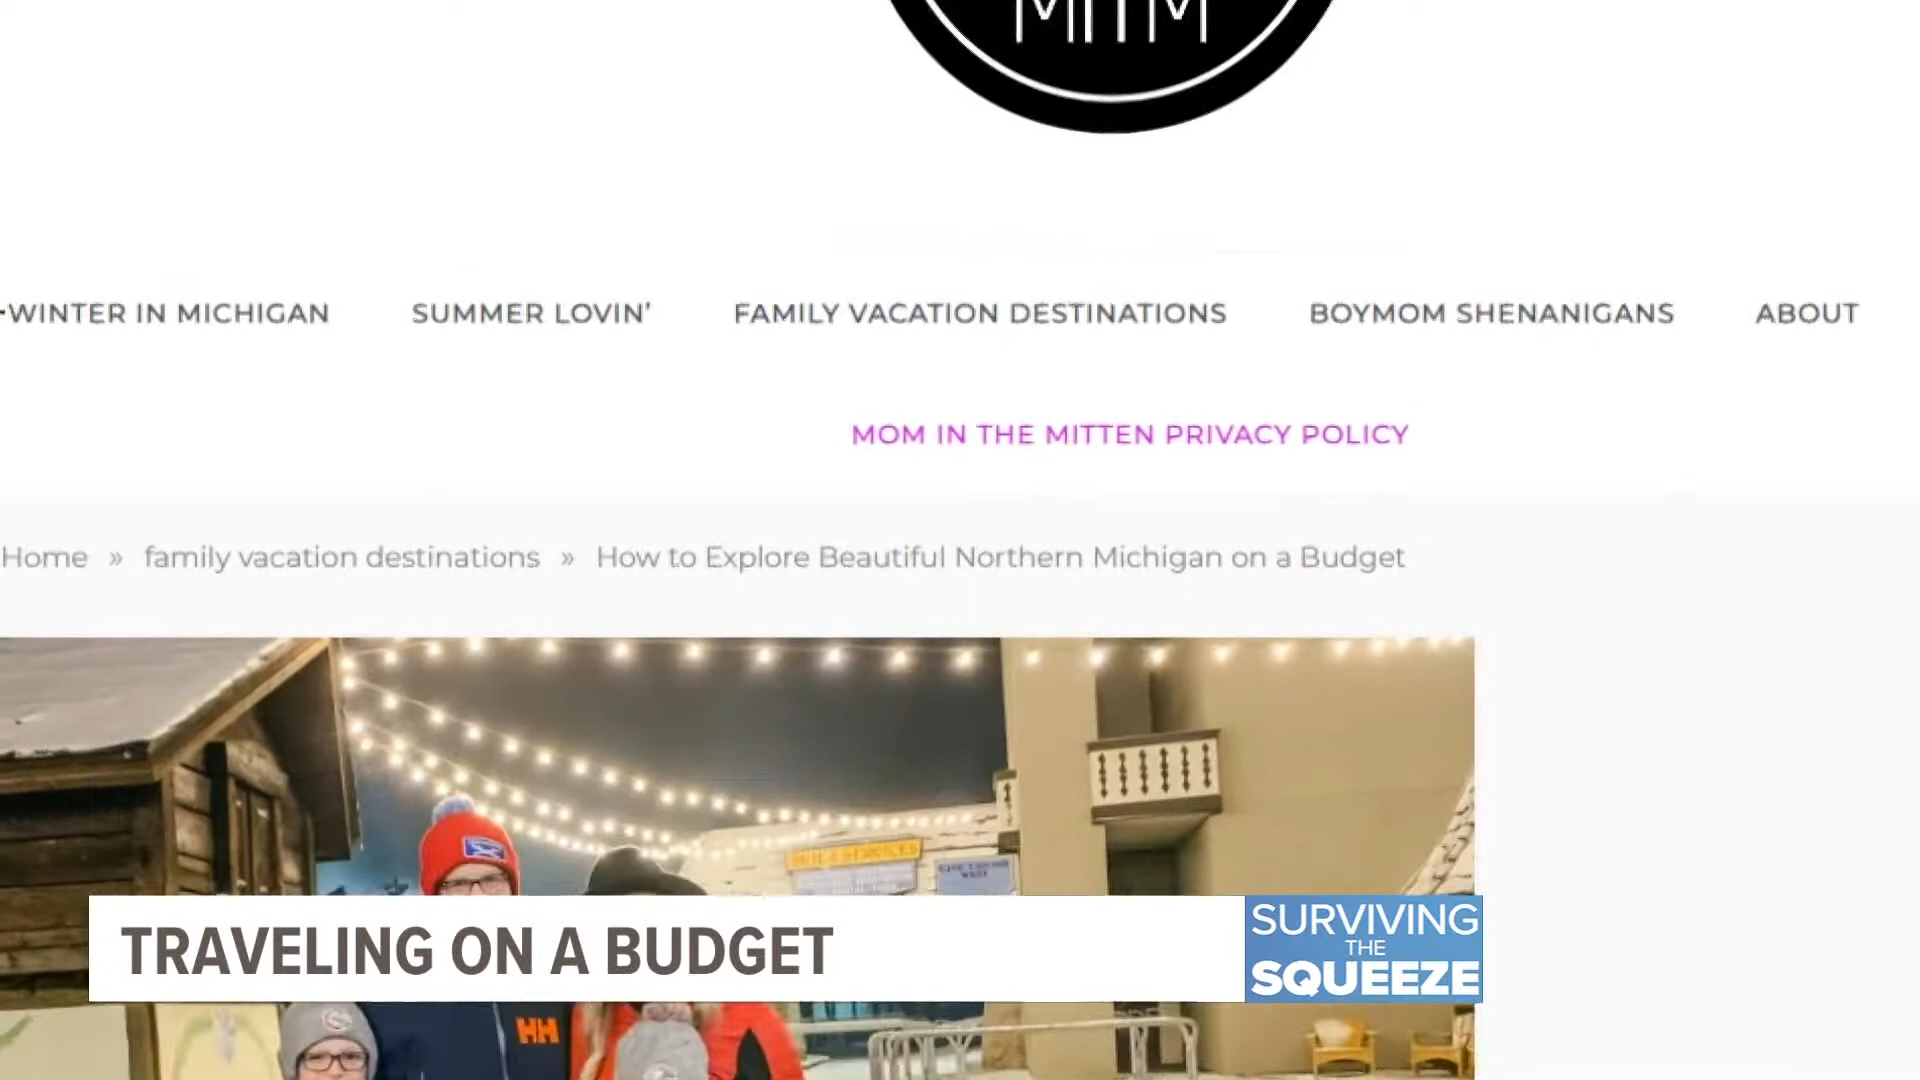 MITM
-WINTER IN MICHIGAN SUMMER LOVIN' FAMILY VACATION DESTINATIONS BOYMOM SHENANIGANS ABOUT
MOM IN THE MITTEN PRIVACY POLICY
Home » family vacation destinations » How to Explore Beautiful Northern Michigan on a Budget
TRAVELING ON A BUDGET
SURVIVING
THE
SQUEEZE
HH